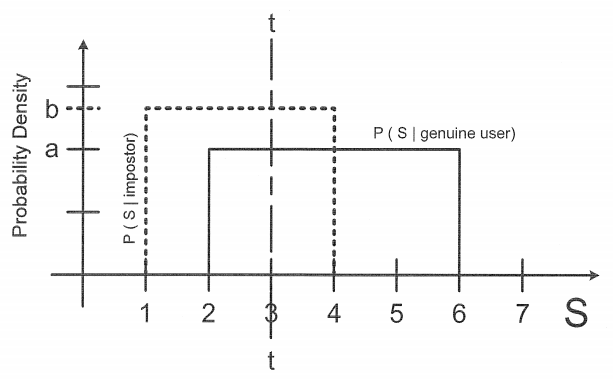 t
Probability Density
b
a
P ( S | impostor)
P ( S | genuine user)
1 2 3 4 5 6 7 S
t